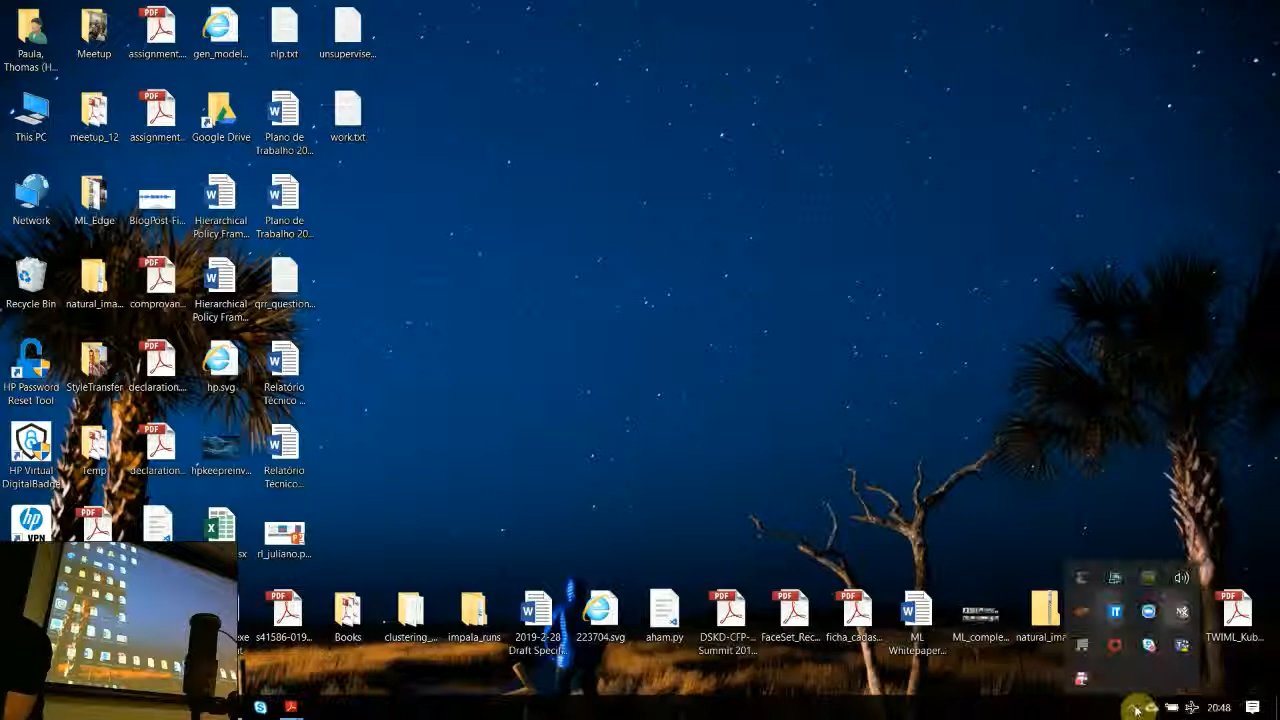 Paula,
Thomas (H...
Meetup
assignment...
gen_model...
nlp.txt
unsupervise...
This PC
meetup_12
assignment...
Google Drive
Plano de
Trabalho 20...
work.txt
Network
ML_Edge
BlogPost-Fi...
Hierarchical
Policy Fram...
Plano de
Trabalho 20...
Recycle Bin
natural_ima...
comprovan...
Hierarchical
Policy Fram...
qrr_question...
HP Password
Reset Tool
StyleTransfer
declaration....
hp.svg
Relatório
Técnico ...
HP Virtual
DigitalBadge
Temp
declaration...
hpkeepreinv...
Relatório
Técnico...
VPN
sx
rl_juliano.p...
s41586-019...
Books
clustering_...
impala_runs
2019-2-28
Draft Specif...
223704.svg
aham.py
DSKD-CFP-...
Summit 201...
FaceSet_Rec...
ficha_cadas...
ML
Whitepaper...
ML_comple...
natural_ima
TWIML_Kub...
20:48